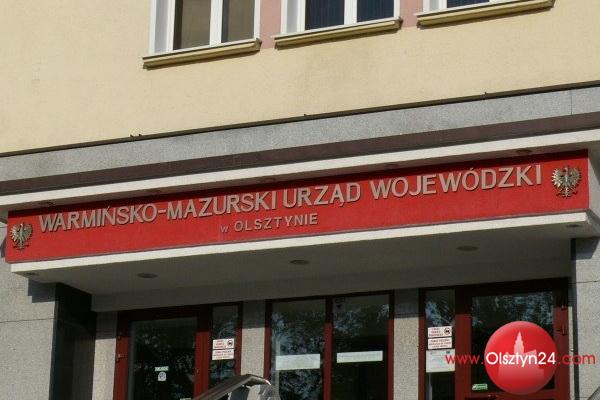 WARMIŃSKO-MAZURSKI URZĄD WOJEWÓDZKI
W OLSZTYNIE
www.Olsztyn24.com